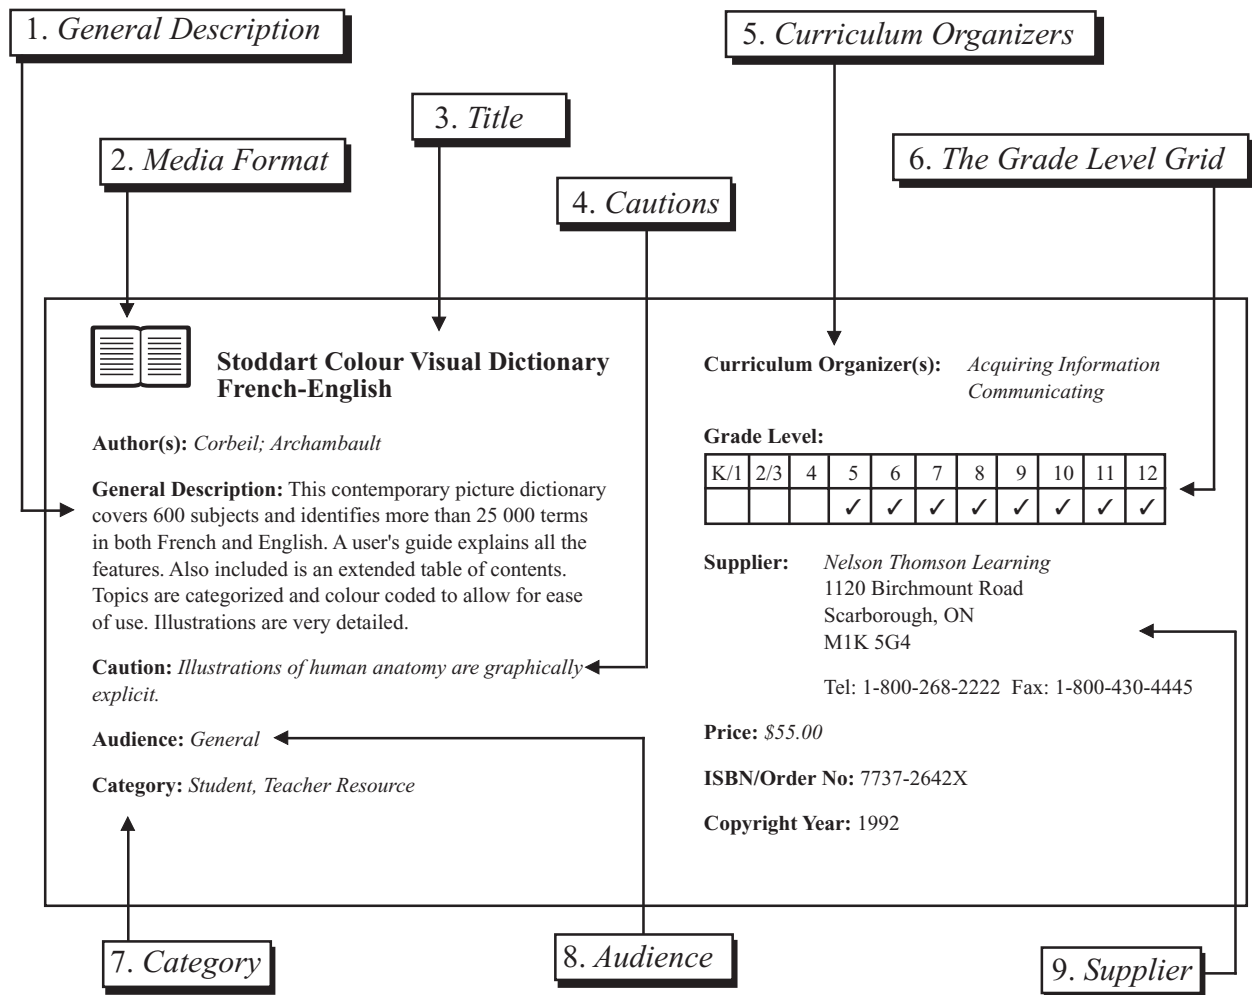 1. General Description
5. Curriculum Organizers
3. Title
2. Media Format
6. The Grade Level Grid
4. Cautions
Stoddart Colour Visual Dictionary
French-English
Author(s): Corbeil; Archambault
General Description: This contemporary picture dictionary
covers 600 subjects and identifies more than 25 000 terms
in both French and English. A user's guide explains all the
features. Also included is an extended table of contents.
Topics are categorized and colour coded to allow for ease
of use. Illustrations are very detailed.
Caution: Illustrations of human anatomy are graphically
explicit.
Audience: General
Category: Student, Teacher Resource
Curriculum Organizer(s): Acquiring Information
Communicating
Grade Level:
K/1 2/3 4 5 6 7 8 9 10 11 12
✓ ✓ ✓ ✓ ✓ ✓ ✓ ✓
Supplier: Nelson Thomson Learning
1120 Birchmount Road
Scarborough, ON
M1K 5G4
Tel: 1-800-268-2222 Fax: 1-800-430-4445
Price: $55.00
ISBN/Order No: 7737-2642X
Copyright Year: 1992
7. Category
8. Audience
9. Supplier